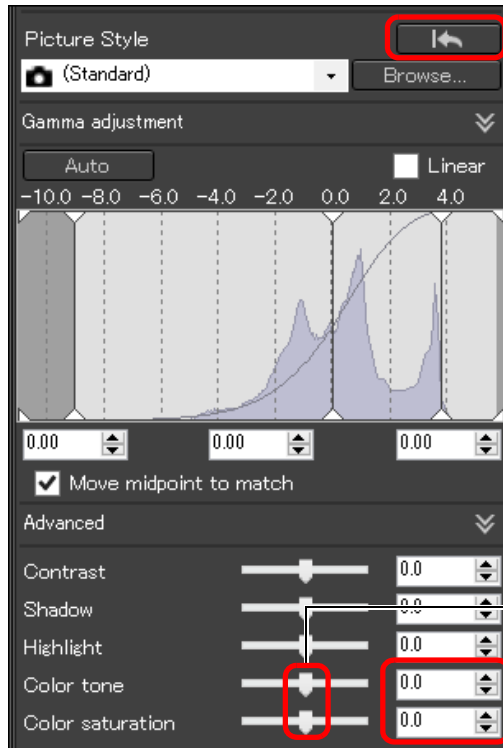 Picture Style
(Standard)
Browse...
Gamma adjustment
Auto
Linear
-10.0 -8.0 -6.0 -4.0 -2.0 0.0 2.0 4.0
0.00 0.00 0.00
Move midpoint to match
Advanced
Contrast 0.0
Shadow 0.0
Highlight 0.0
Color tone 0.0
Color saturation 0.0